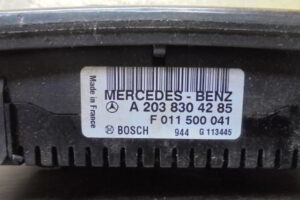 Made in France
MERCEDES - BENZ
A 203 830 42 85
F 011 500 041
BOSCH 944 G 113445